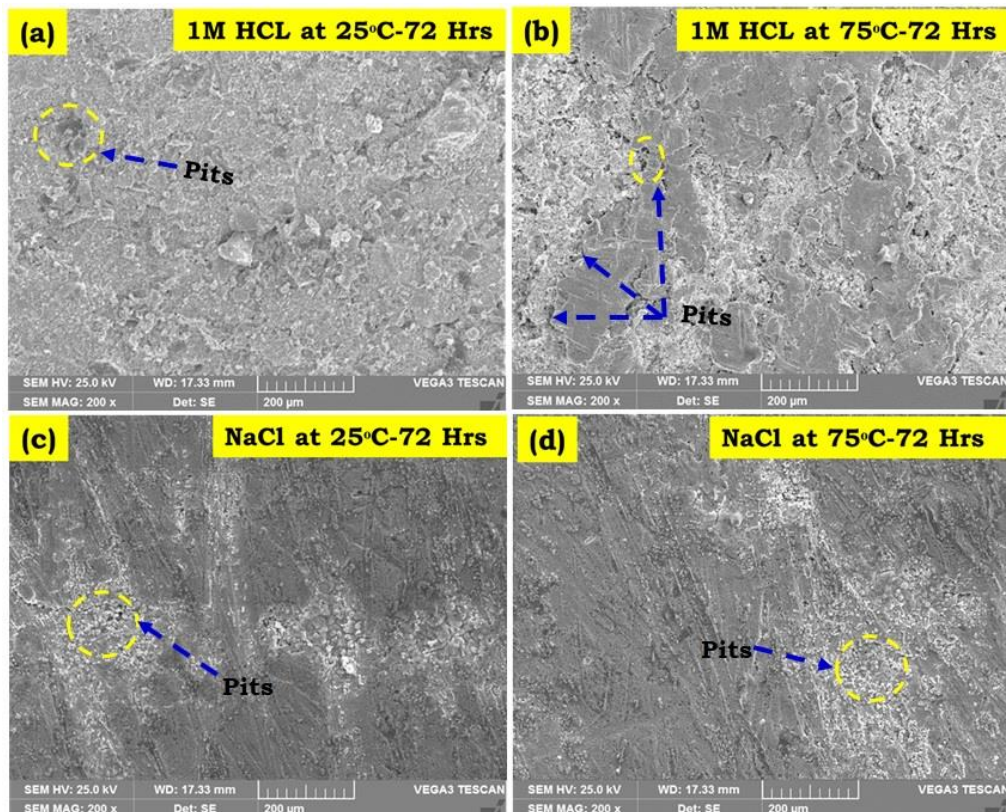 (a)
1M HCL at 25°C-72 Hrs
Pits
SEM HV: 25.0 kV
WD: 17.33 mm
VEGA3 TESCAN
SEM MAG: 200 x
Det: SE
200 µm
(b)
1M HCL at 75°C-72 Hrs
Pits
SEM HV: 25.0 kV
WD: 17.33 mm
VEGA3 TESCAN
SEM MAG: 200 x
Det: SE
200 µm
(c)
NaCl at 25°C-72 Hrs
Pits
SEM HV: 25.0 kV
WD: 17.33 mm
VEGA3 TESCAN
SEM MAG: 200 x
Det: SE
200 µm
(d)
NaCl at 75°C-72 Hrs
Pits
SEM HV: 25.0 kV
WD: 17.33 mm
VEGA3 TESCAN
SEM MAG: 200 x
Det: SE
200 µm